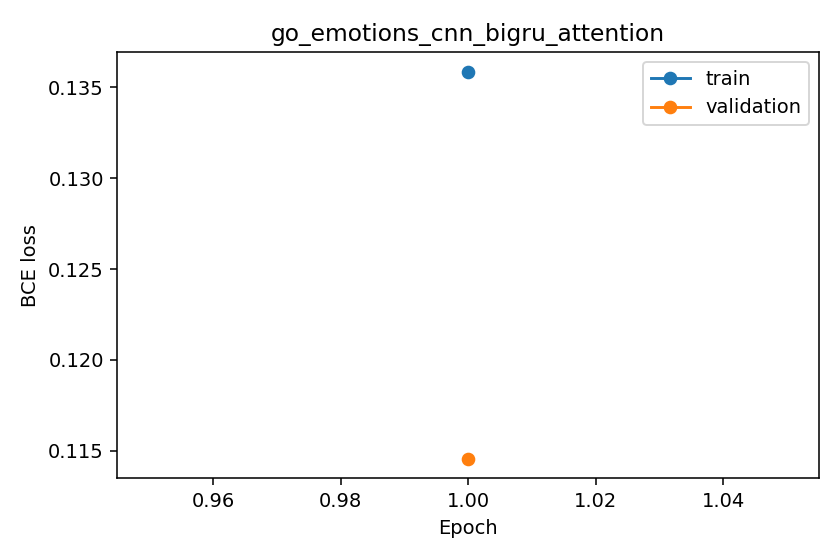 go_emotions_cnn_bigru_attention
train
validation
0.135
0.130
0.125
0.120
0.115
BCE loss
0.96
0.98
1.00
1.02
1.04
Epoch